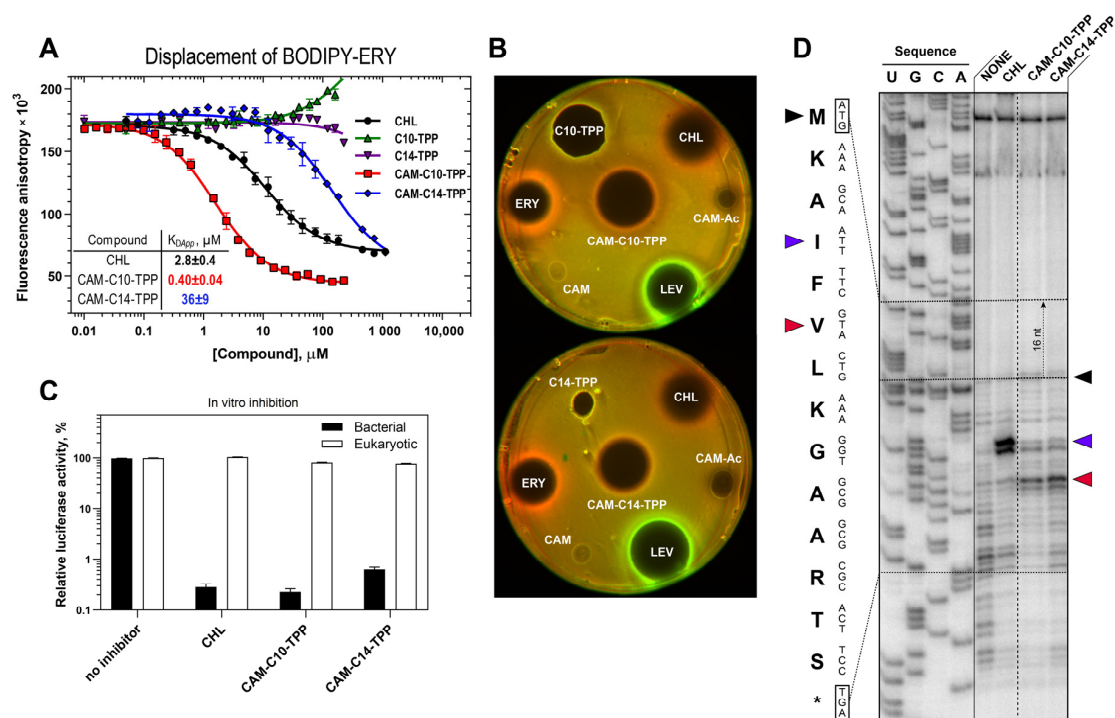 A
Displacement of BODIPY-ERY
Fluorescence anisotropy × 10³
200
150
100
50
CHL
C10-TPP
C14-TPP
CAM-C10-TPP
CAM-C14-TPP
Compound K_DApp, µM
CHL 2.8±0.4
CAM-C10-TPP 0.40±0.04
CAM-C14-TPP 36±9
0.01 0.1 1 10 100 1000 10,000
[Compound], µM
B
C10-TPP
CHL
ERY
CAM-Ac
CAM-C10-TPP
CAM
LEV
C14-TPP
CHL
CAM-Ac
ERY
CAM-C14-TPP
CAM
LEV
C
In vitro inhibition
Bacterial
Eukaryotic
Relative luciferase activity, %
100
10
1
0.1
no inhibitor
CHL
CAM-C10-TPP
CAM-C14-TPP
D
Sequence
U G C A
NONE
CHL
CAM-C10-TPP
CAM-C14-TPP
M ATG
K AAA
A GCA
I ATT
F TTC
V GTA
L CTG
K AAA
G GGT
A GCG
A GCG
R CGC
T ACT
S TCC
* TGA
16 nt